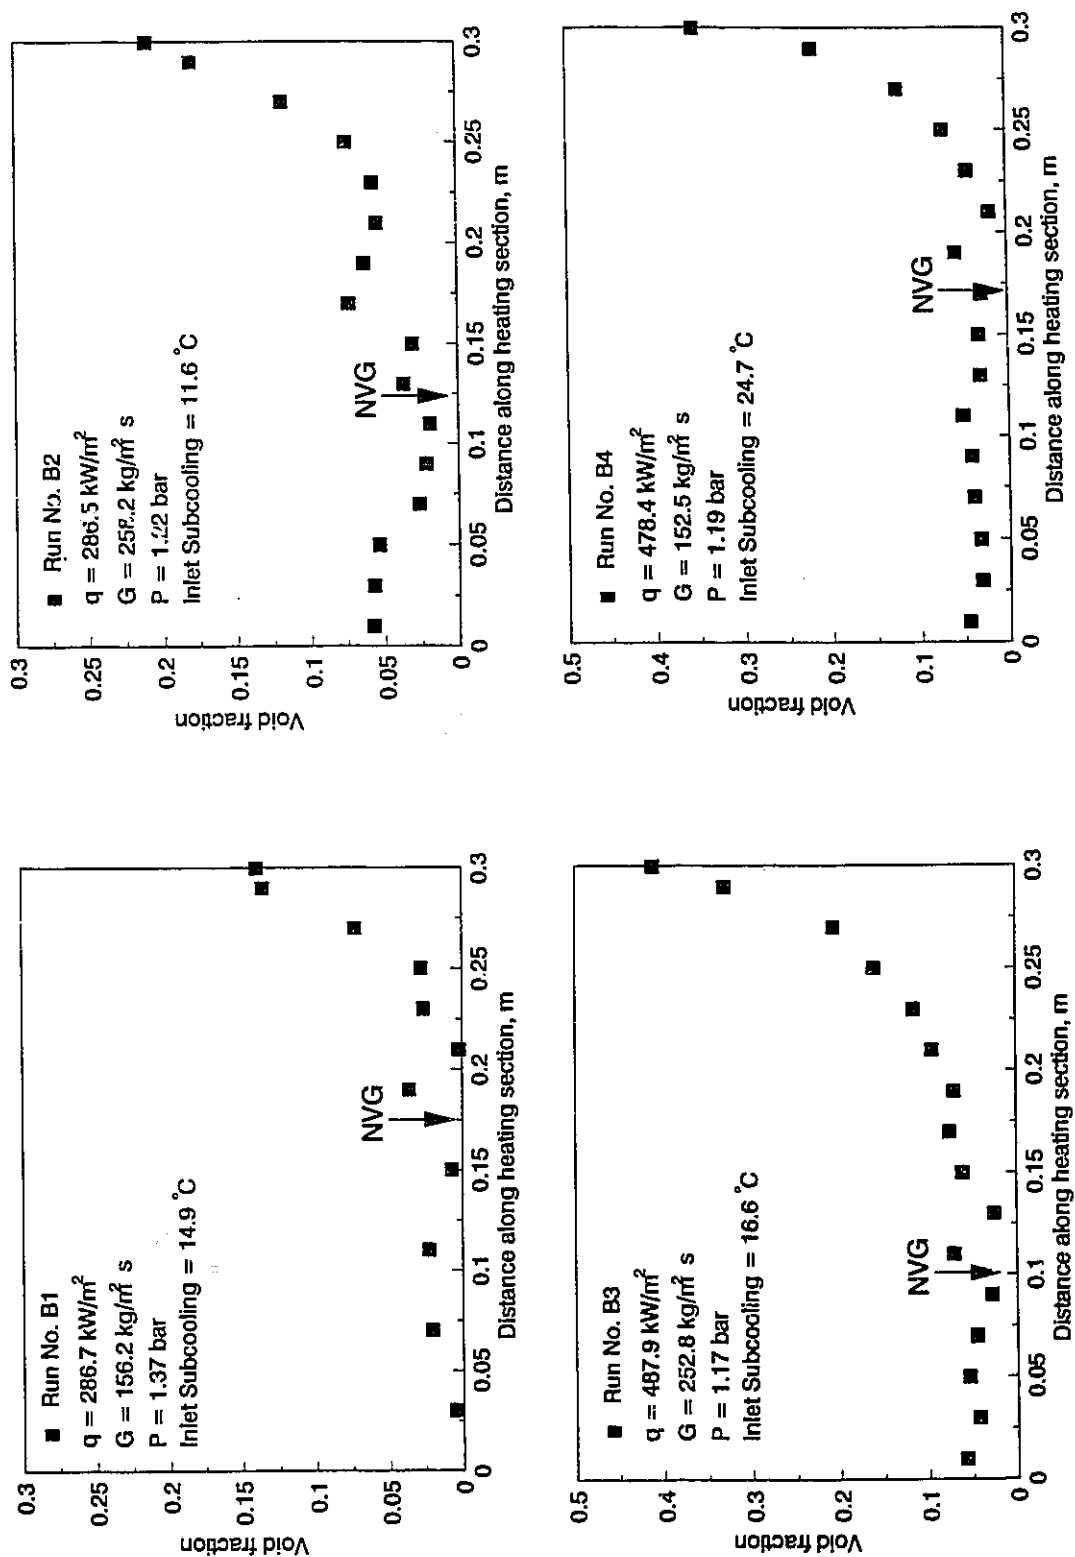 0.3
0.25
0.2
0.15
0.1
0.05
0
Void fraction
■ Run No. B1
q = 286.7 kW/m²
G = 156.2 kg/m² s
P = 1.37 bar
Inlet Subcooling = 14.9 °C
NVG
0 0.05 0.1 0.15 0.2 0.25 0.3
Distance along heating section, m
0.3
0.25
0.2
0.15
0.1
0.05
0
Void fraction
■ Run No. B2
q = 286.5 kW/m²
G = 258.2 kg/m² s
P = 1.22 bar
Inlet Subcooling = 11.6 °C
NVG
0 0.05 0.1 0.15 0.2 0.25 0.3
Distance along heating section, m
0.5
0.4
0.3
0.2
0.1
0
Void fraction
■ Run No. B3
q = 487.9 kW/m²
G = 252.8 kg/m² s
P = 1.17 bar
Inlet Subcooling = 16.6 °C
NVG
0 0.05 0.1 0.15 0.2 0.25 0.3
Distance along heating section, m
0.5
0.4
0.3
0.2
0.1
0
Void fraction
■ Run No. B4
q = 478.4 kW/m²
G = 152.5 kg/m² s
P = 1.19 bar
Inlet Subcooling = 24.7 °C
NVG
0 0.05 0.1 0.15 0.2 0.25 0.3
Distance along heating section, m